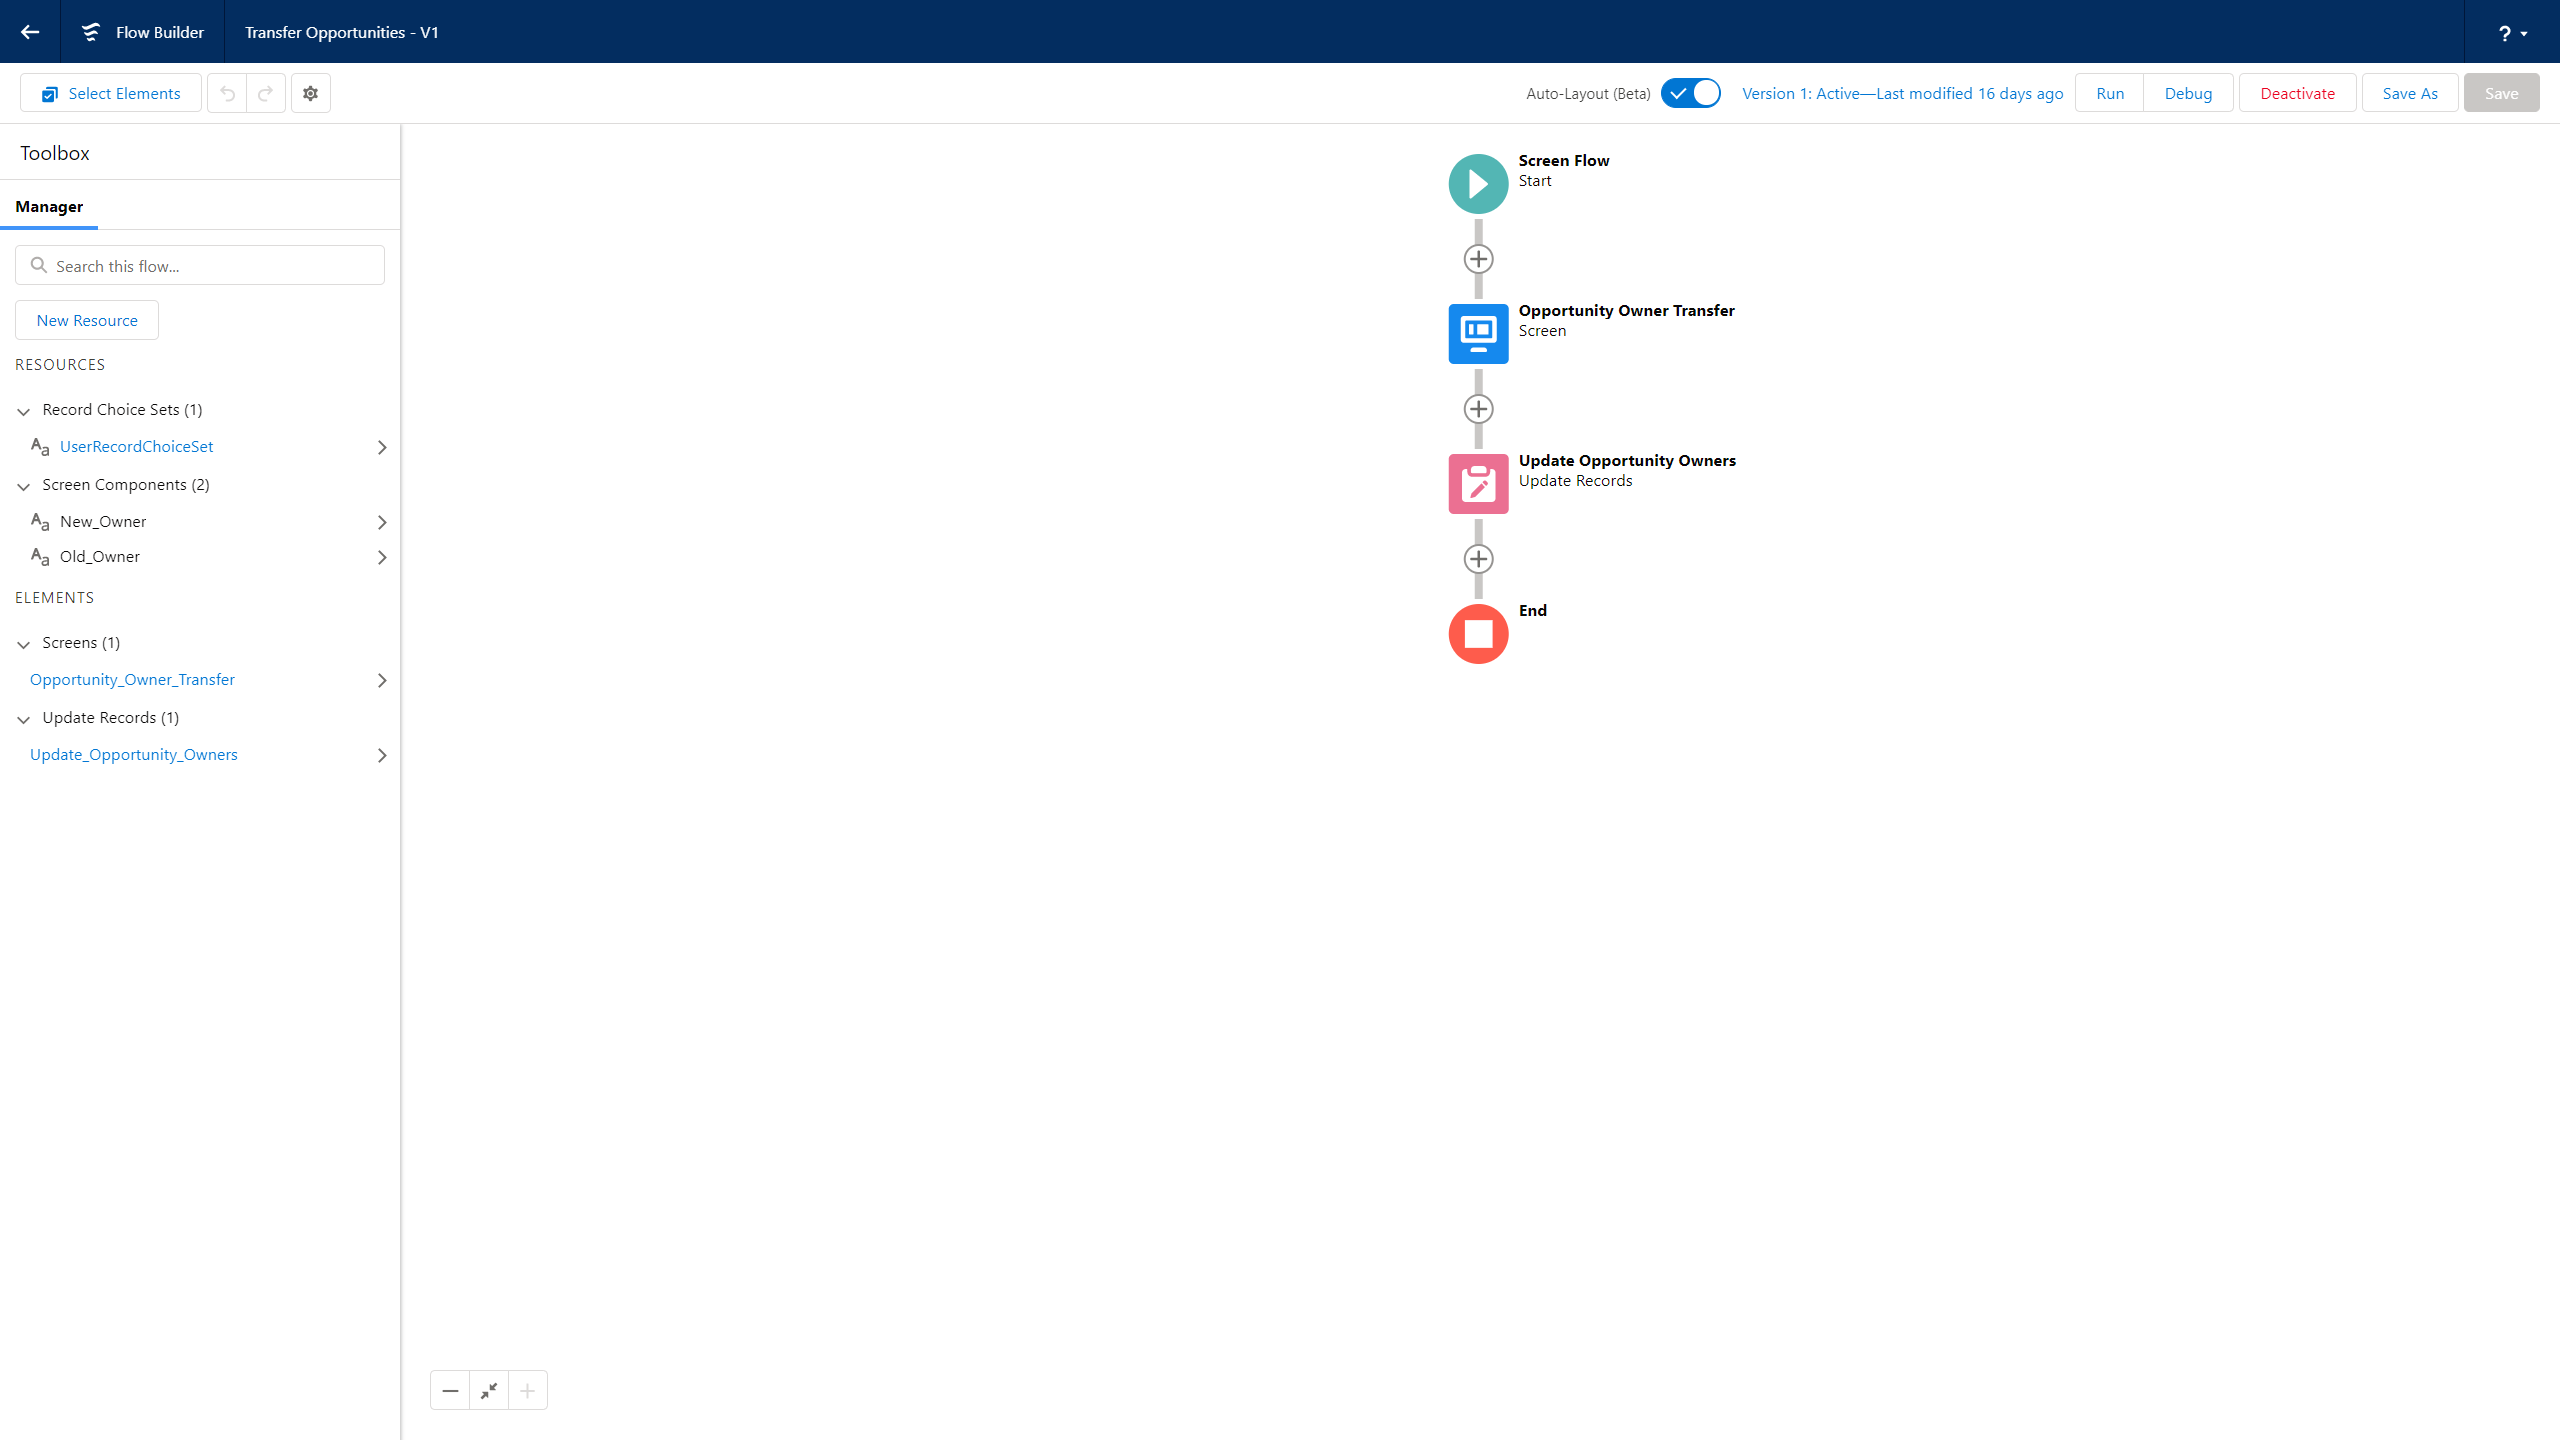 Flow Builder
Transfer Opportunities - V1
?
Select Elements
Auto-Layout (Beta)
Version 1: Active—Last modified 16 days ago
Run
Debug
Deactivate
Save As
Save
Toolbox
Manager
Search this flow...
New Resource
RESOURCES
Record Choice Sets (1)
Aa UserRecordChoiceSet
Screen Components (2)
Aa New_Owner
Aa Old_Owner
ELEMENTS
Screens (1)
Opportunity_Owner_Transfer
Update Records (1)
Update_Opportunity_Owners
Screen Flow
Start
Opportunity Owner Transfer
Screen
Update Opportunity Owners
Update Records
End